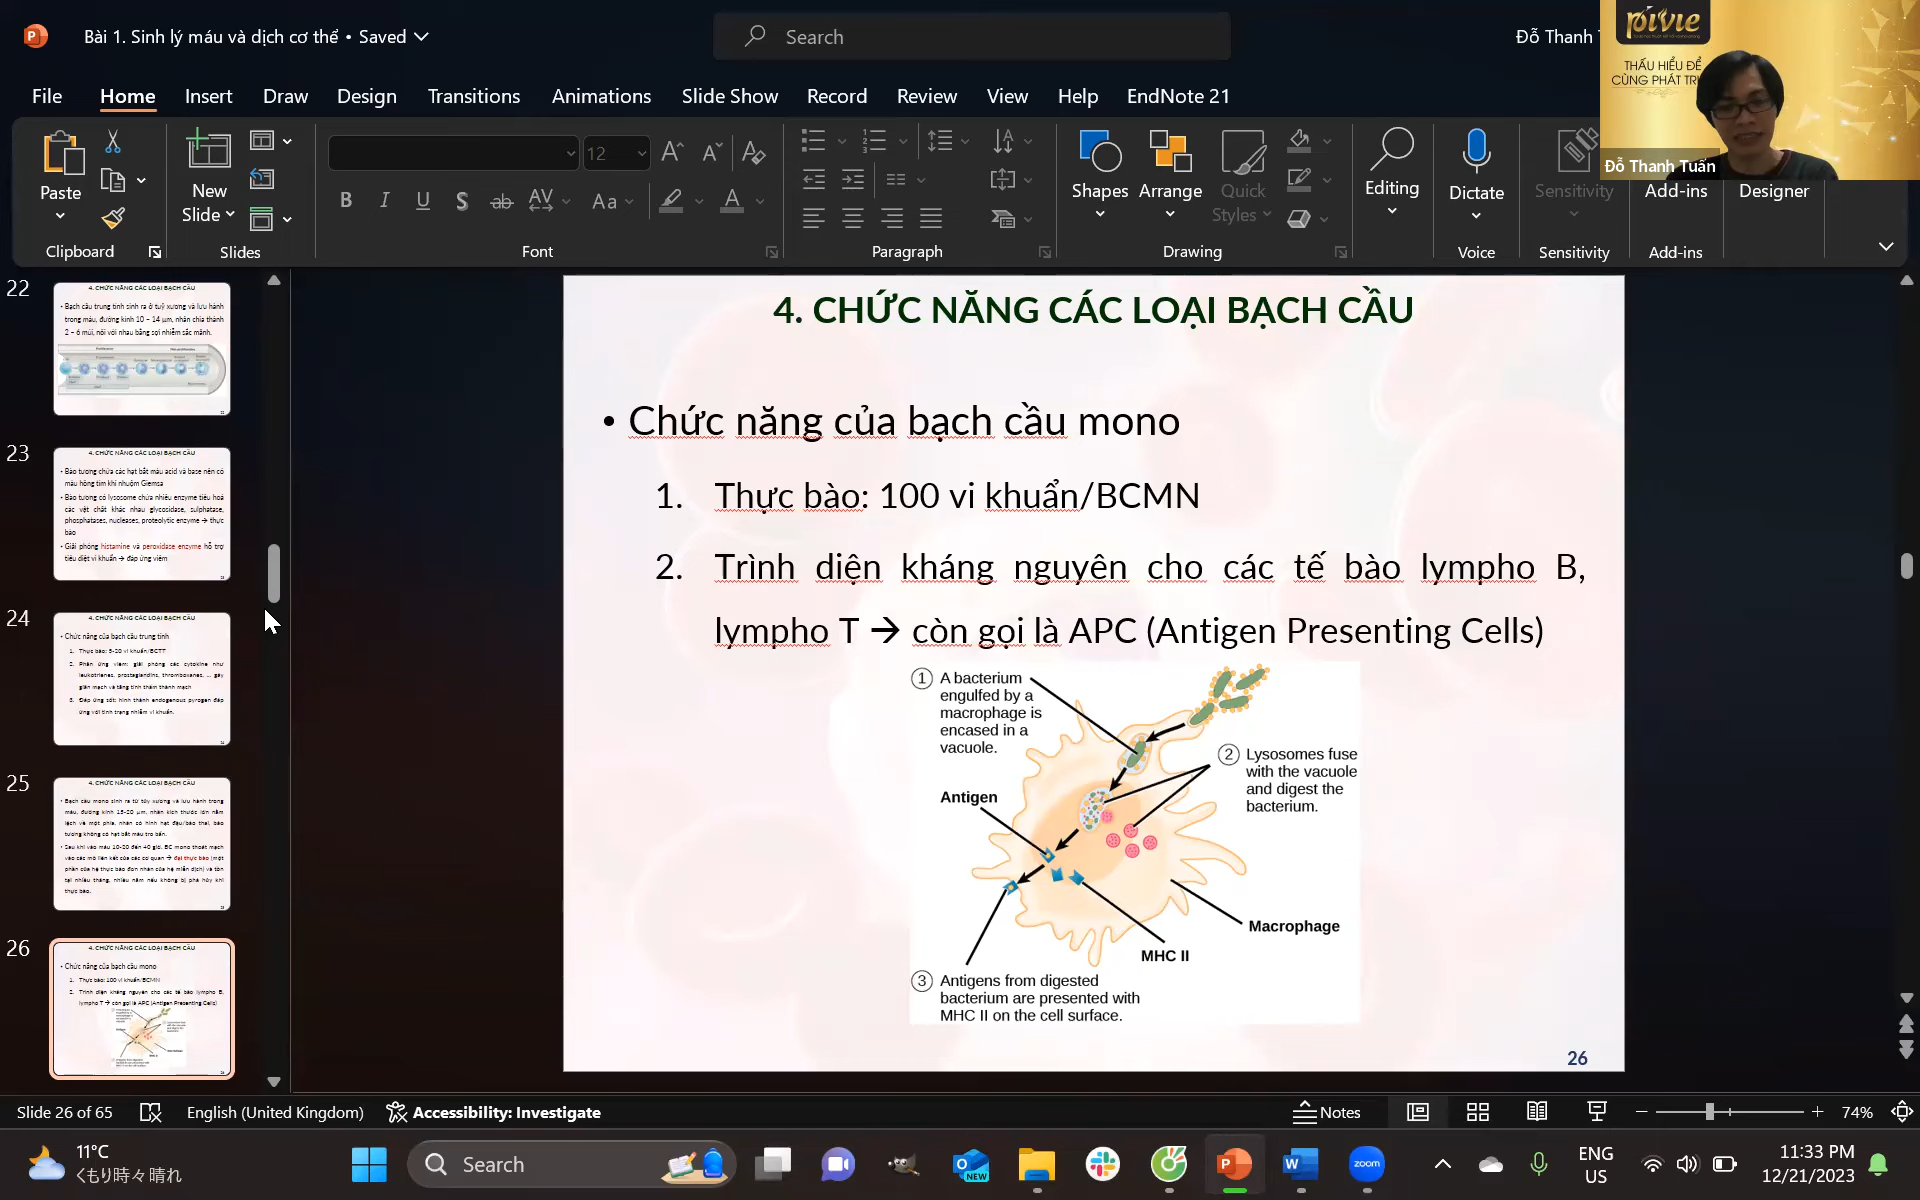 Bài 1. Sinh lý máu và dịch cơ thể • Saved
Search
Đỗ Thanh
pivie
THẤU HIỂU ĐỂ
CÙNG PHÁT
Đỗ Thanh Tuấn
File Home Insert Draw Design Transitions Animations Slide Show Record Review View Help EndNote 21
Paste
New
Slide
12
Shapes
Arrange
Quick
Styles
Editing
Dictate
Sensitivity
Add-ins
Designer
Clipboard
Slides
Font
Paragraph
Drawing
Voice
Sensitivity
Add-ins
22
4. CHỨC NĂNG CÁC LOẠI BẠCH CẦU
• Bạch cầu trung tính sinh ra ở tuỷ xương và lưu hành
trong máu, đường kính 10 – 14 µm, nhân chia thành
2 – 6 múi, nối với nhau bằng sợi nhiễm sắc mảnh.
23
4. CHỨC NĂNG CÁC LOẠI BẠCH CẦU
• Bào tương chứa các hạt bắt màu acid và base nên có
màu hồng tím khi nhuộm Giemsa
• Bào tương có lysosome chứa nhiều enzyme tiêu hoá
các vật chất khác nhau glycosidase, sulphatase,
phosphatases, nucleases, proteolytic enzyme → thực
bào
• Giải phóng histamine và peroxidase enzyme hỗ trợ
tiêu diệt vi khuẩn → đáp ứng viêm
24
4. CHỨC NĂNG CÁC LOẠI BẠCH CẦU
• Chức năng của bạch cầu trung tính
1. Thực bào: 5-20 vi khuẩn/BCTT
2. Phản ứng viêm: giải phóng các cytokine như
leukotrienes, prostaglandins, thromboxanes, ... gây
giãn mạch và tăng tính thấm thành mạch
3. Đáp ứng sốt: hình thành endogenous pyrogen đáp
ứng với tình trạng nhiễm vi khuẩn.
25
4. CHỨC NĂNG CÁC LOẠI BẠCH CẦU
• Bạch cầu mono sinh ra từ tủy xương và lưu hành trong
máu, đường kính 15-20 µm, nhân kích thước lớn nằm
lệch về một phía, nhân có hình hạt đậu/bào thai, bào
tương không có hạt bắt màu tro bẩn.
• Sau khi vào máu 10-20 đến 40 giờ, BC mono thoát mạch
vào các mô liên kết của các cơ quan → đại thực bào (một
phần của hệ thực bào đơn nhân của hệ miễn dịch) và tồn
tại nhiều tháng, nhiều năm nếu không bị phá hủy khi
thực bào.
26
4. CHỨC NĂNG CÁC LOẠI BẠCH CẦU
• Chức năng của bạch cầu mono
1. Thực bào: 100 vi khuẩn/BCMN
2. Trình diện kháng nguyên cho các tế bào lympho B,
lympho T → còn gọi là APC (Antigen Presenting Cells)
4. CHỨC NĂNG CÁC LOẠI BẠCH CẦU
• Chức năng của bạch cầu mono
1. Thực bào: 100 vi khuẩn/BCMN
2. Trình diện kháng nguyên cho các tế bào lympho B,
lympho T → còn gọi là APC (Antigen Presenting Cells)
① A bacterium
engulfed by a
macrophage is
encased in a
vacuole.
② Lysosomes fuse
with the vacuole
and digest the
bacterium.
Antigen
Macrophage
MHC II
③ Antigens from digested
bacterium are presented with
MHC II on the cell surface.
26
Slide 26 of 65
English (United Kingdom)
Accessibility: Investigate
Notes
74%
11°C
くもり時々晴れ
Search
NEW
zoom
ENG
US
11:33 PM
12/21/2023